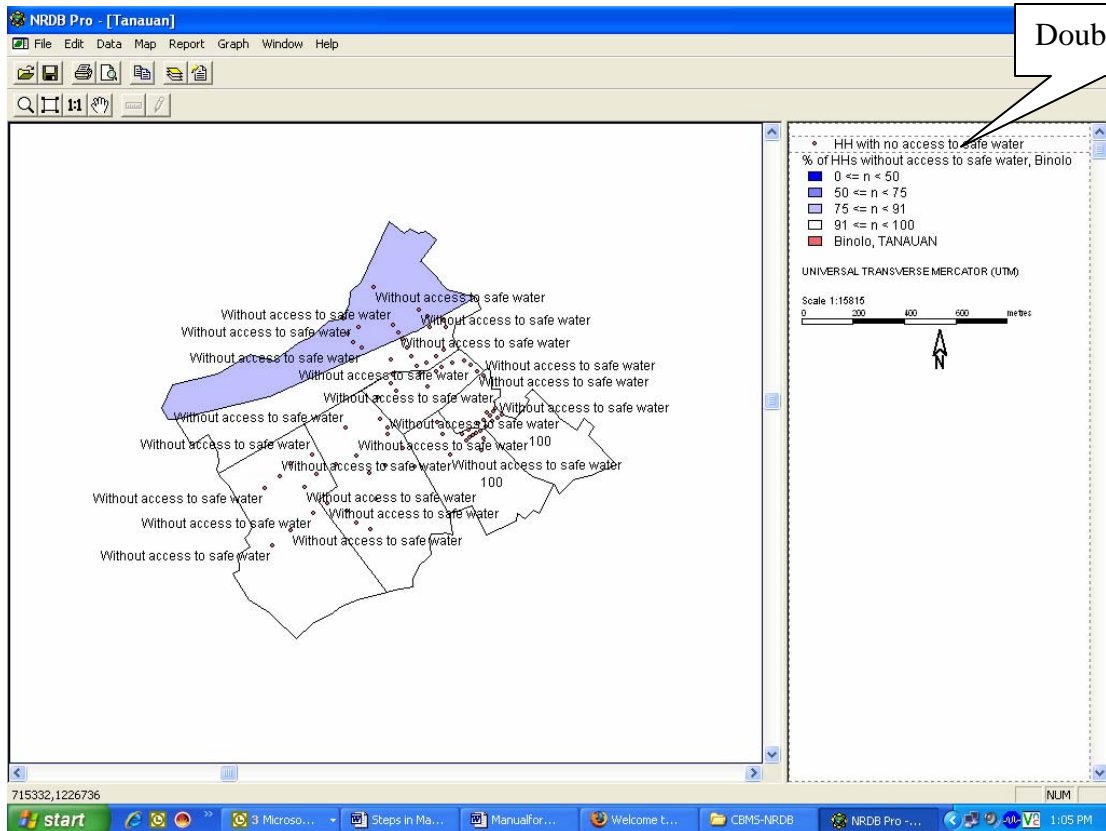 NRDB Pro - [Tanauan]
Doub
File Edit Data Map Report Graph Window Help
1:1
HH with no access to safe water
% of HHs without access to safe water, Binolo
0 <= n < 50
50 <= n < 75
75 <= n < 91
91 <= n < 100
Binolo, TANAUAN
UNIVERSAL TRANSVERSE MERCATOR (UTM)
Scale 1:15815
0 200 400 600 metres
N
Without access to safe water
Without access to safe water
Without access to safe water
Without access to safe water
Without access to safe water
Without access to safe water
Without access to safe water
Without access to safe water
Without access to safe water
Without access to safe water
Without access to safe water
Without access to safe water
Without access to safe water
Without access to safe water
Without access to safe water 100
Without access to safe water
Without access to safe water
Without access to safe water
100
Without access to safe water
Without access to safe water
Without access to safe water
Without access to safe water
Without access to safe water
Without access to safe water
715332,1226736
NUM
start
3 Microso...
Steps in Ma...
Manualfor...
Welcome t...
CBMS-NRDB
NRDB Pro -...
1:05 PM